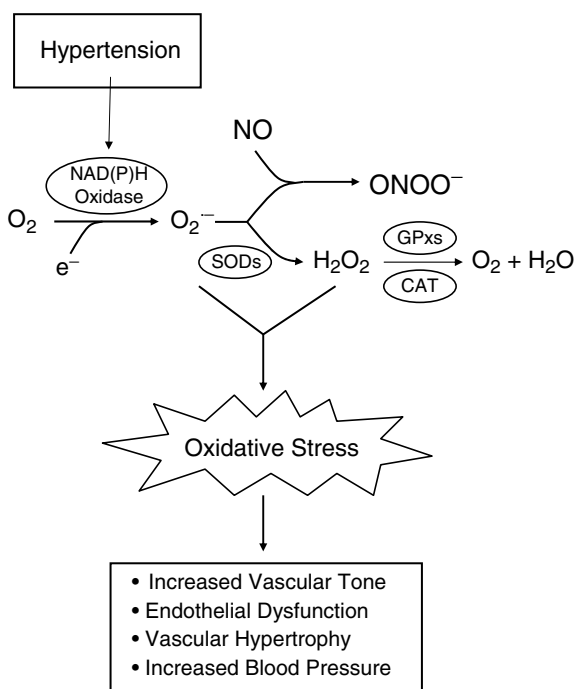 Hypertension
NO
NAD(P)H
Oxidase
ONOO⁻
O₂
O₂·⁻
e⁻
SODs
H₂O₂
GPxs
CAT
O₂ + H₂O
Oxidative Stress
• Increased Vascular Tone
• Endothelial Dysfunction
• Vascular Hypertrophy
• Increased Blood Pressure